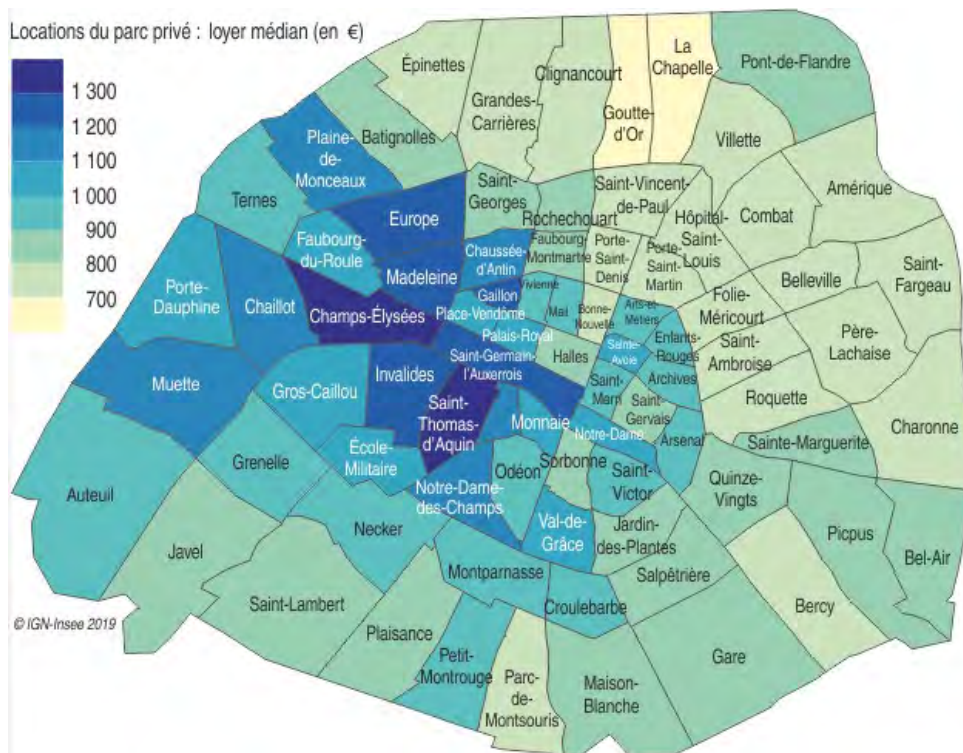 Locations du parc privé : loyer médian (en €)
1 300
1 200
1 100
1 000
900
800
700
Épinettes
Grandes-
Carrières
Clignancourt
Goutte-
d'Or
La
Chapelle
Pont-de-Flandre
Batignolles
Plaine-
de-
Monceaux
Villette
Ternes
Saint-
Georges
Rochechouart
Saint-Vincent-
de-Paul
Amérique
Europe
Combat
Hôpital-
Saint-
Louis
Faubourg-
du-Roule
Chaussée-
d'Antin
Faubourg-
Montmartre
Porte-
Saint-
Denis
Porte-
St-
Martin
Madeleine
Belleville
Saint-
Fargeau
Porte-
Dauphine
Chaillot
Champs-Élysées
Gaillon
Place-Vendôme
Vivienne
Mail
Bonne-
Nouvelle
Arts-et-
Métiers
Folie-
Méricourt
Palais-Royal
Sainte-
Avoie
Enfants-
Rouges
Saint-
Ambroise
Père-
Lachaise
Muette
Gros-Caillou
Invalides
Saint-Germain-
l'Auxerrois
Halles
Archives
Roquette
Saint-
Thomas-
d'Aquin
Monnaie
Saint-
Merri
Saint-
Gervais
Charonne
Notre-Dame
Arsenal
Sainte-Marguerite
École-
Militaire
Grenelle
Auteuil
Odéon
Sorbonne
Saint-
Victor
Quinze-
Vingts
Notre-Dame-
des-Champs
Necker
Val-de-
Grâce
Jardin-
des-Plantes
Picpus
Bel-Air
Javel
Montparnasse
Salpêtrière
Saint-Lambert
Croulebarbe
Bercy
© IGN-Insee 2019
Plaisance
Petit-
Montrouge
Parc-
de-
Montsouris
Maison-
Blanche
Gare